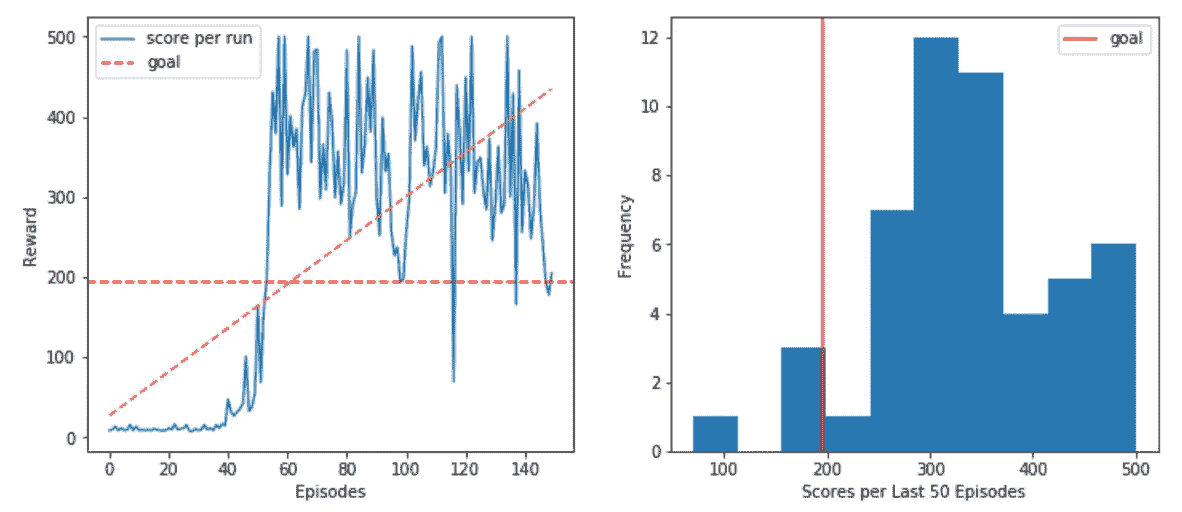 score per run
goal
500
400
300
200
100
0
Reward
0 20 40 60 80 100 120 140
Episodes
goal
12
10
8
6
4
2
0
Frequency
100 200 300 400 500
Scores per Last 50 Episodes